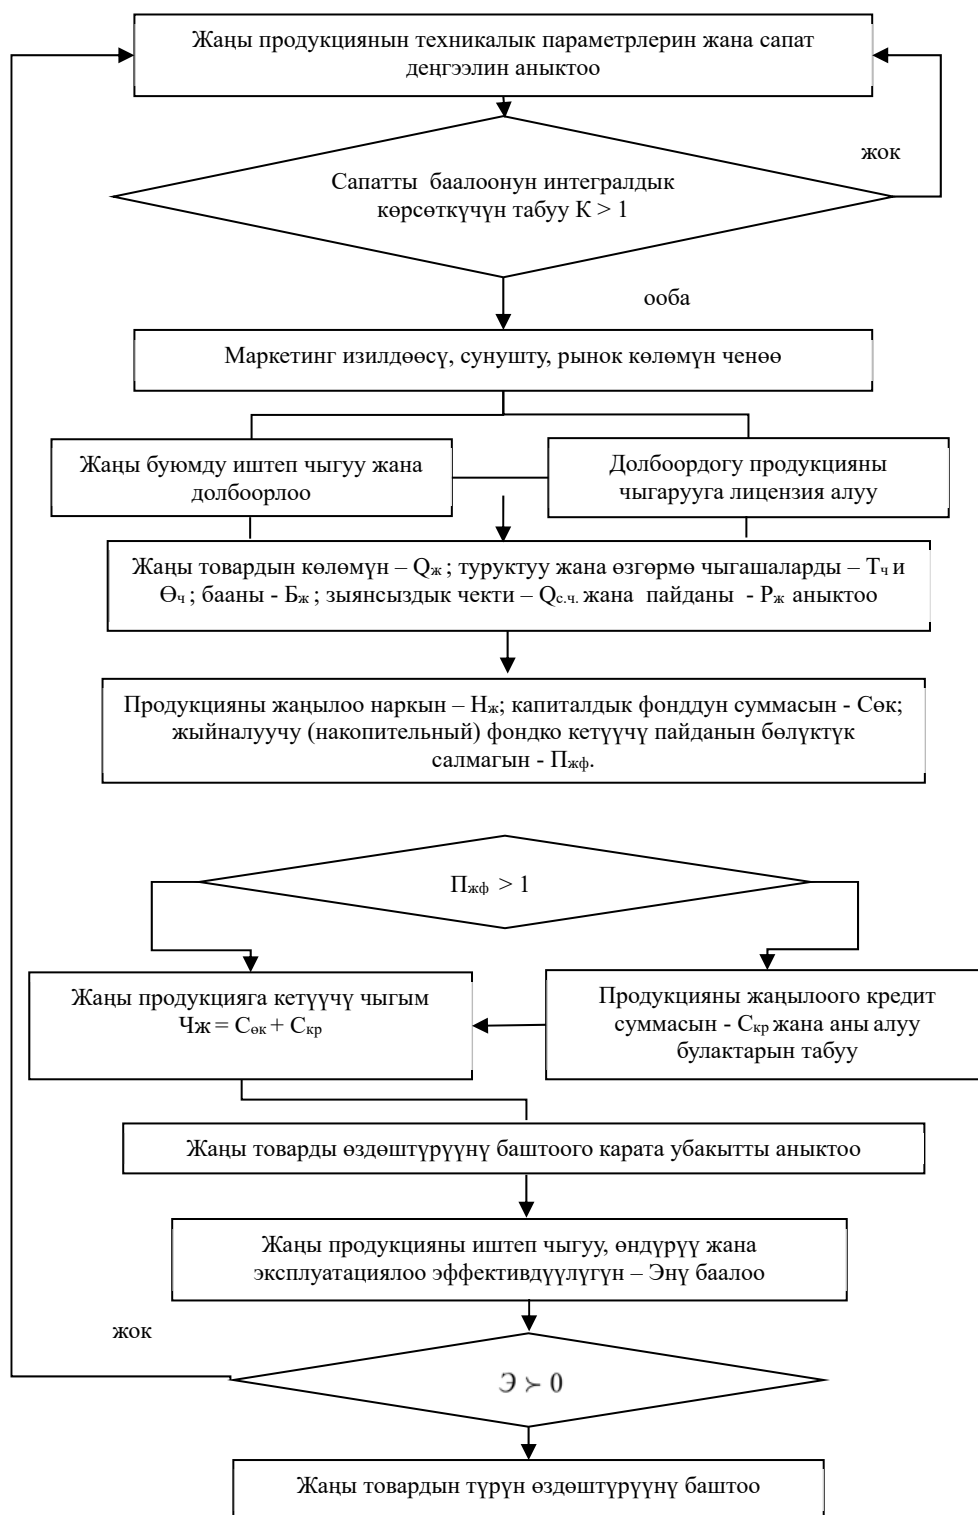 Жаңы продукциянын техникалык параметрлерин жана сапат
деңгээлин аныктоо
жок
Сапатты баалоонун интегралдык
көрсөткүчүн табуу К > 1
ооба
Маркетинг изилдөөсү, сунушту, рынок көлөмүн ченөө
Жаңы буюмду иштеп чыгуу жана
долбоорлоо
Долбоордогу продукцияны
чыгарууга лицензия алуу
Жаңы товардын көлөмүн – Qж ; туруктуу жана өзгөрмө чыгашаларды – Тч и
Өч ; бааны - Бж ; зыянсыздык чекти – Qс.ч. жана пайданы - Рж аныктоо
Продукцияны жаңылоо наркын – Нж; капиталдык фонддун суммасын - Сөк;
жыйналуучу (накопительный) фондко кетүүчү пайданын бөлүктүк
салмагын - Пжф.
Пжф > 1
Жаңы продукцияга кетүүчү чыгым
Чж = Сөк + Скр
Продукцияны жаңылоого кредит
суммасын - Скр жана аны алуу
булактарын табуу
Жаңы товарды өздөштүрүүнү баштоого карата убакытты аныктоо
Жаңы продукцияны иштеп чыгуу, өндүрүү жана
эксплуатациялоо эффективдүүлүгүн – Энү баалоо
жок
Э ≻ 0
Жаңы товардын түрүн өздөштүрүүнү баштоо